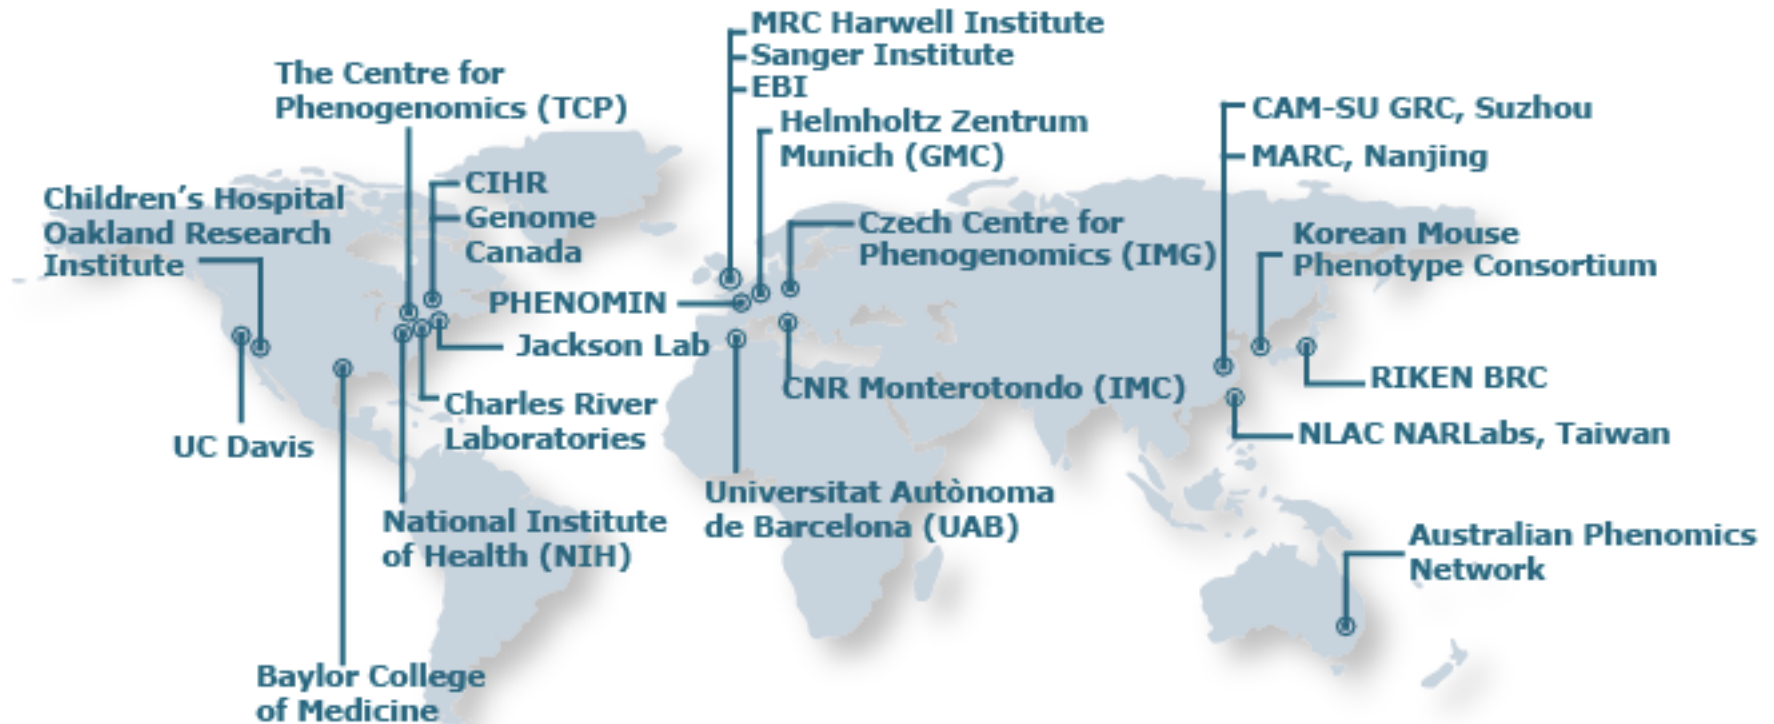 MRC Harwell Institute
Sanger Institute
EBI
The Centre for
Phenogenomics (TCP)
Helmholtz Zentrum
Munich (GMC)
CAM-SU GRC, Suzhou
MARC, Nanjing
CIHR
Genome
Canada
Children’s Hospital
Oakland Research
Institute
Czech Centre for
Phenogenomics (IMG)
Korean Mouse
Phenotype Consortium
PHENOMIN
Jackson Lab
CNR Monterotondo (IMC)
RIKEN BRC
Charles River
Laboratories
UC Davis
NLAC NARLabs, Taiwan
Universitat Autònoma
de Barcelona (UAB)
National Institute
of Health (NIH)
Australian Phenomics
Network
Baylor College
of Medicine